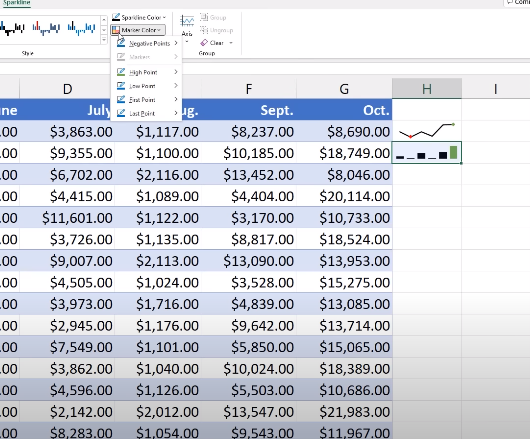 Sparkline
Comm
Sparkline Color
Marker Color
Axis
Group
Ungroup
Clear
Style
Group
Negative Points
Markers
High Point
Low Point
First Point
Last Point
D F G H I
ne July ug. Sept. Oct.
.00 $3,863.00 $1,117.00 $8,237.00 $8,690.00
.00 $9,355.00 $1,100.00 $10,185.00 $18,749.00
.00 $6,702.00 $2,116.00 $13,452.00 $8,046.00
.00 $4,415.00 $1,089.00 $4,404.00 $20,114.00
.00 $11,601.00 $1,122.00 $3,170.00 $10,733.00
.00 $3,726.00 $1,135.00 $8,817.00 $18,524.00
.00 $9,007.00 $2,113.00 $13,090.00 $13,953.00
.00 $4,505.00 $1,024.00 $3,528.00 $15,275.00
.00 $3,973.00 $1,716.00 $4,839.00 $13,085.00
.00 $2,945.00 $1,176.00 $9,642.00 $13,714.00
.00 $7,549.00 $1,101.00 $5,850.00 $15,065.00
.00 $3,862.00 $1,040.00 $10,024.00 $18,389.00
.00 $4,596.00 $1,126.00 $5,503.00 $10,686.00
.00 $2,142.00 $2,012.00 $13,547.00 $21,983.00
.00 $8,283.00 $1,054.00 $9,543.00 $11,967.00